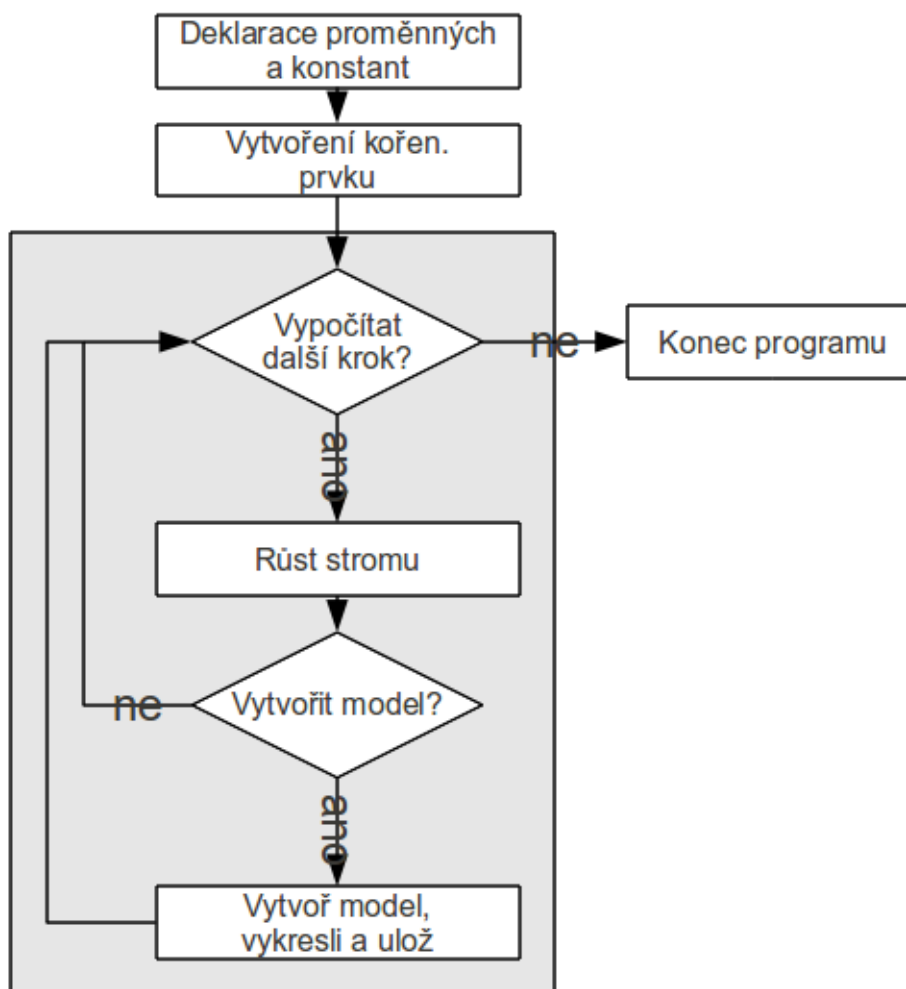 Deklarace proměnných
a konstant
Vytvoření kořen.
prvku
Vypočítat
další krok?
ne
Konec programu
ano
Růst stromu
Vytvořit model?
ne
ano
Vytvoř model,
vykresli a ulož